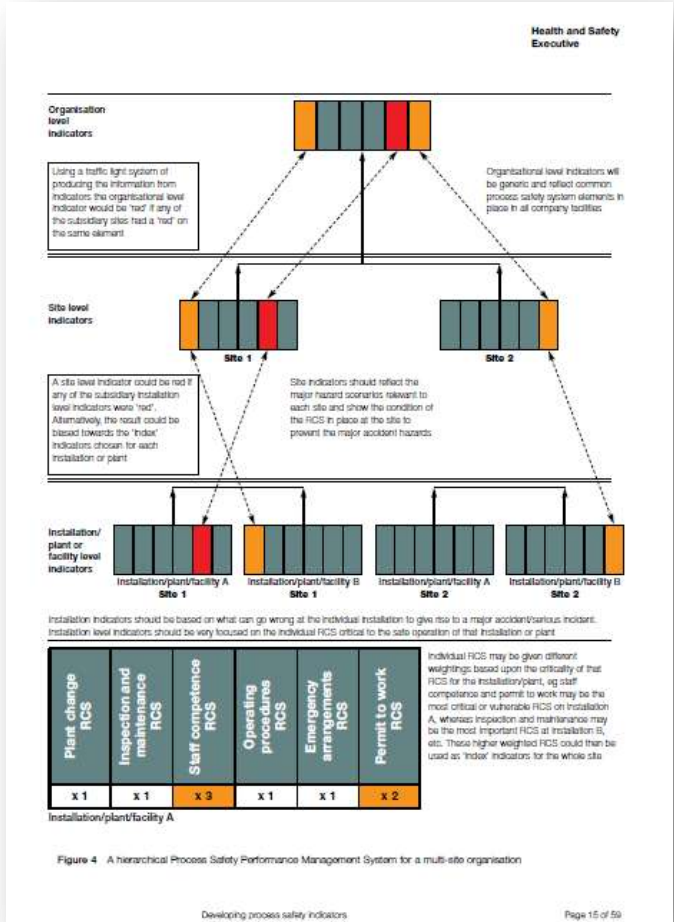 Health and Safety
Executive
Organisation
level
indicators
Using a traffic light system of
producing the information from
indicators the organisational level
indicator would be 'red' if any of
the subsidiary sites had a 'red' on
the same element
Organisational level indicators will
be generic and reflect common
process safety system elements in
place in all company facilities
Site level
indicators
Site 1
Site 2
A site level indicator could be red if
any of the subsidiary installation
level indicators were 'red'.
Alternatively, the result could be
biased towards the 'index'
indicators chosen for each
installation or plant
Site indicators should reflect the
major hazard scenarios relevant to
each site and show the condition of
the RCS in place at the site to
prevent the major accident hazards
Installation/
plant or
facility level
indicators
Installation/plant/facility A
Site 1
Installation/plant/facility B
Site 1
Installation/plant/facility A
Site 2
Installation/plant/facility B
Site 2
Installation indicators should be based on what can go wrong at the individual installation to give rise to a major accident/serious incident.
Installation level indicators should be very focused on the individual RCS critical to the safe operation of that installation or plant
Plant change
RCS
Inspection and
maintenance
RCS
Staff competence
RCS
Operating
procedures
RCS
Emergency
arrangements
RCS
Permit to work
RCS
x 1
x 1
x 3
x 1
x 1
x 2
Installation/plant/facility A
Individual RCS may be given different
weightings based upon the criticality of that
RCS for the installation/plant, eg staff
competence and permit to work may be the
most critical or vulnerable RCS on installation
A, whereas inspection and maintenance may
be the most important RCS at installation B,
etc. These higher weighted RCS could then be
used as 'index' indicators for the whole site
Figure 4 A hierarchical Process Safety Performance Management System for a multi-site organisation
Developing process safety indicators
Page 15 of 59